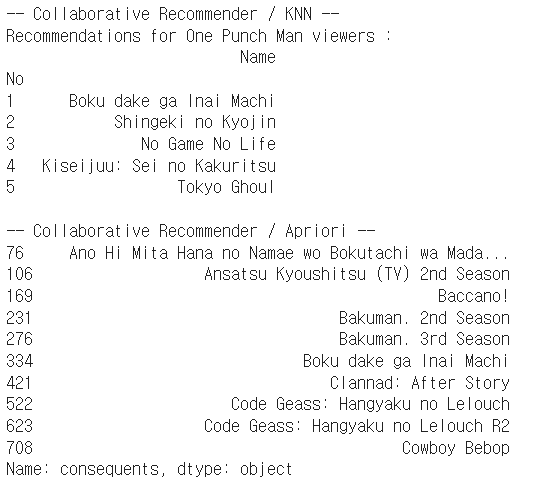 -- Collaborative Recommender / KNN --
Recommendations for One Punch Man viewers :
Name
No
1 Boku dake ga Inai Machi
2 Shingeki no Kyojin
3 No Game No Life
4 Kiseijuu: Sei no Kakuritsu
5 Tokyo Ghoul
-- Collaborative Recommender / Apriori --
76 Ano Hi Mita Hana no Namae wo Bokutachi wa Mada...
106 Ansatsu Kyoushitsu (TV) 2nd Season
169 Baccano!
231 Bakuman. 2nd Season
276 Bakuman. 3rd Season
334 Boku dake ga Inai Machi
421 Clannad: After Story
522 Code Geass: Hangyaku no Lelouch
623 Code Geass: Hangyaku no Lelouch R2
708 Cowboy Bebop
Name: consequents, dtype: object